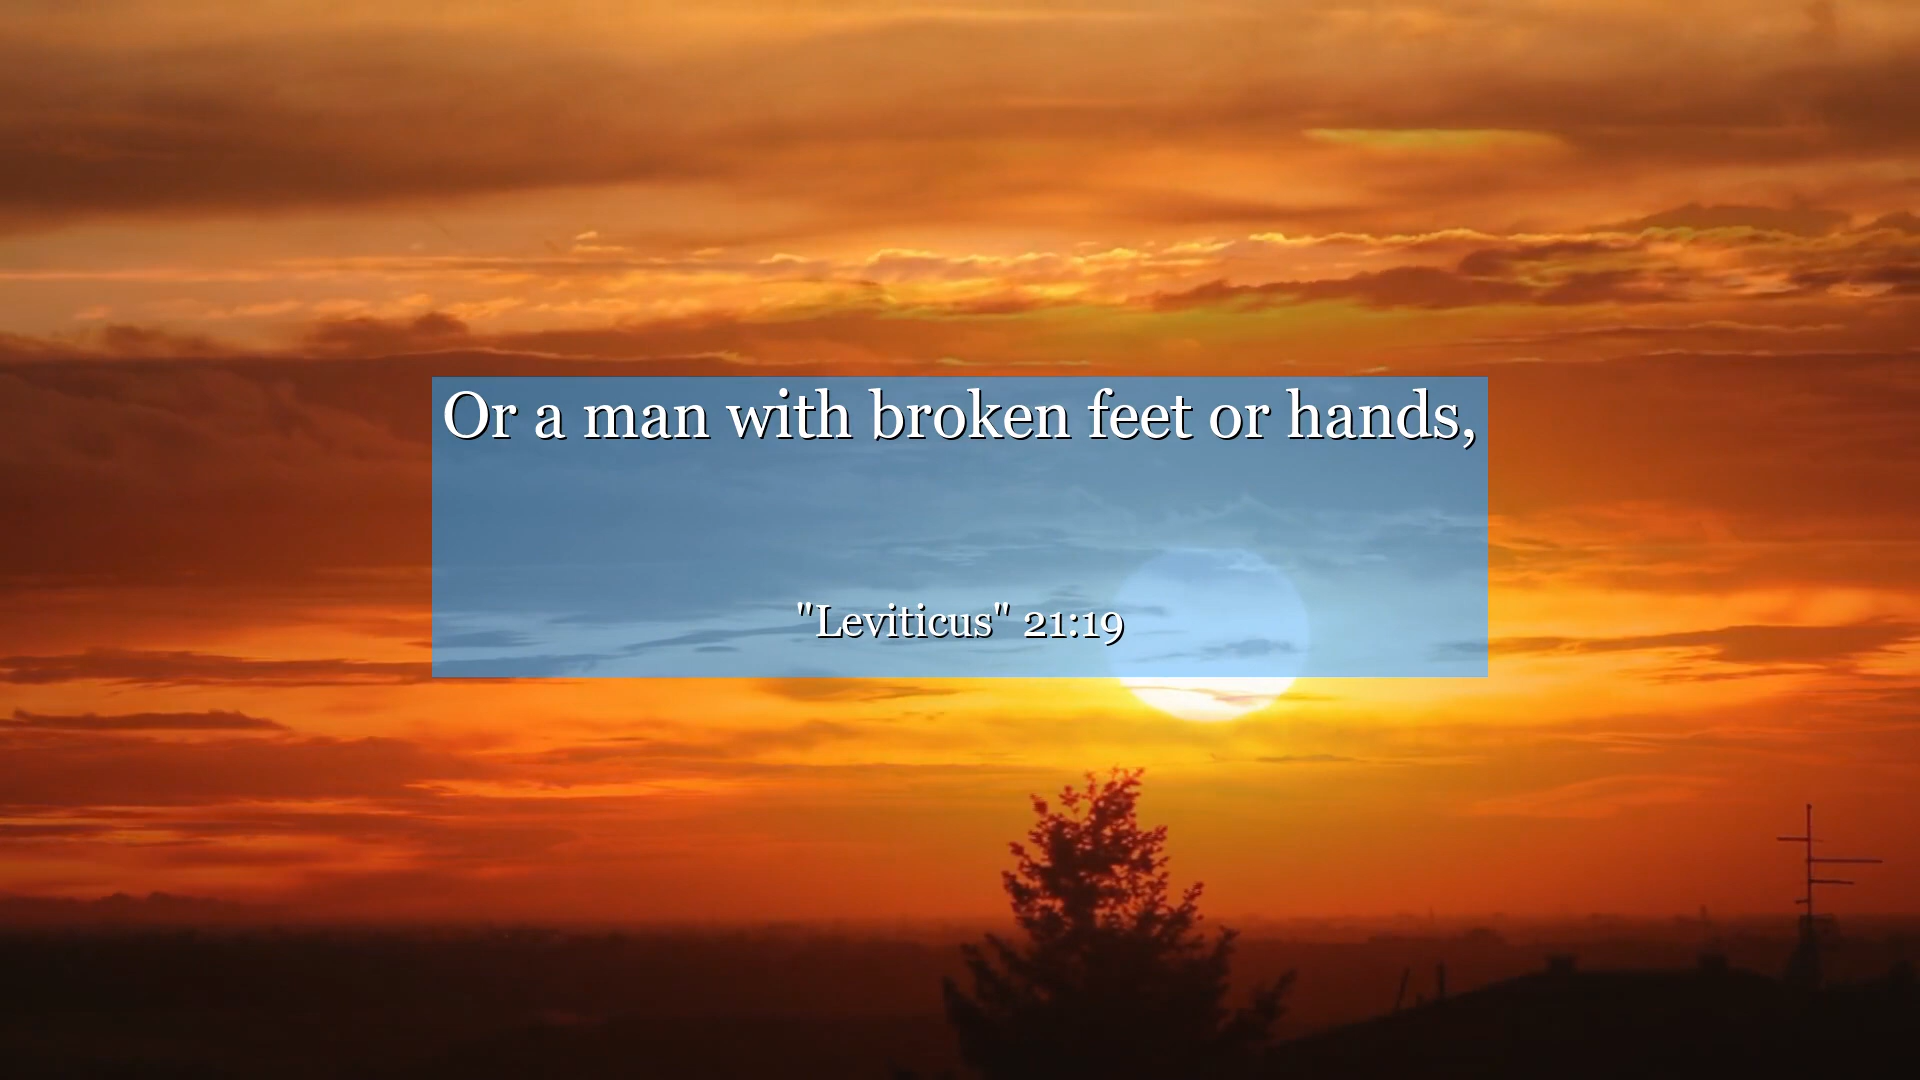 Or a man with broken feet or hands,
"Leviticus" 21:19